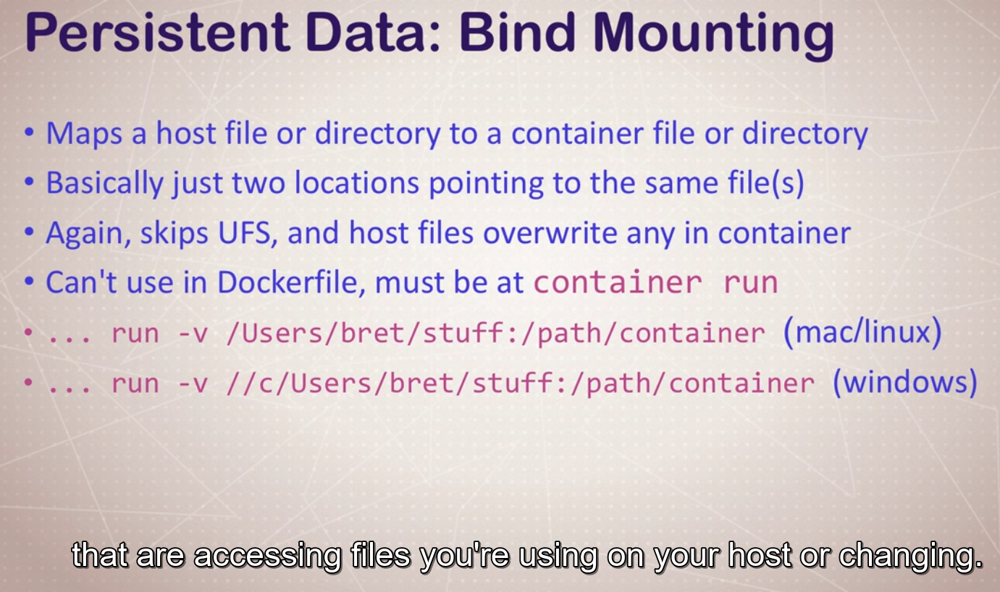 Persistent Data: Bind Mounting
• Maps a host file or directory to a container file or directory
• Basically just two locations pointing to the same file(s)
• Again, skips UFS, and host files overwrite any in container
• Can't use in Dockerfile, must be at container run
• ... run -v /Users/bret/stuff:/path/container (mac/linux)
• ... run -v //c/Users/bret/stuff:/path/container (windows)
that are accessing files you're using on your host or changing.